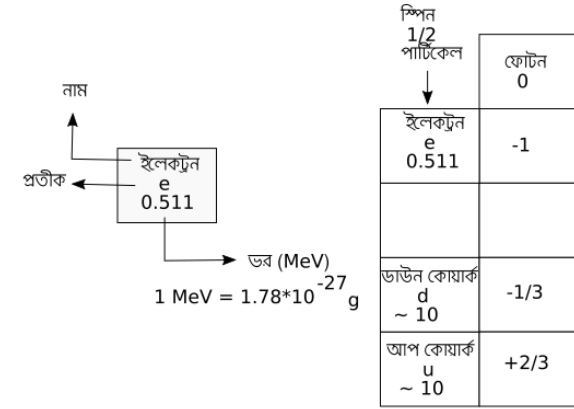 স্পিন
1/2
পার্টিকেল
ফোটন
0
নাম
ইলেকট্রন
e
0.511
-1
প্রতীক
ইলেকট্রন
e
0.511
ভর (MeV)
1 MeV = 1.78*10^-27 g
ডাউন কোয়ার্ক
d
~ 10
-1/3
আপ কোয়ার্ক
u
~ 10
+2/3